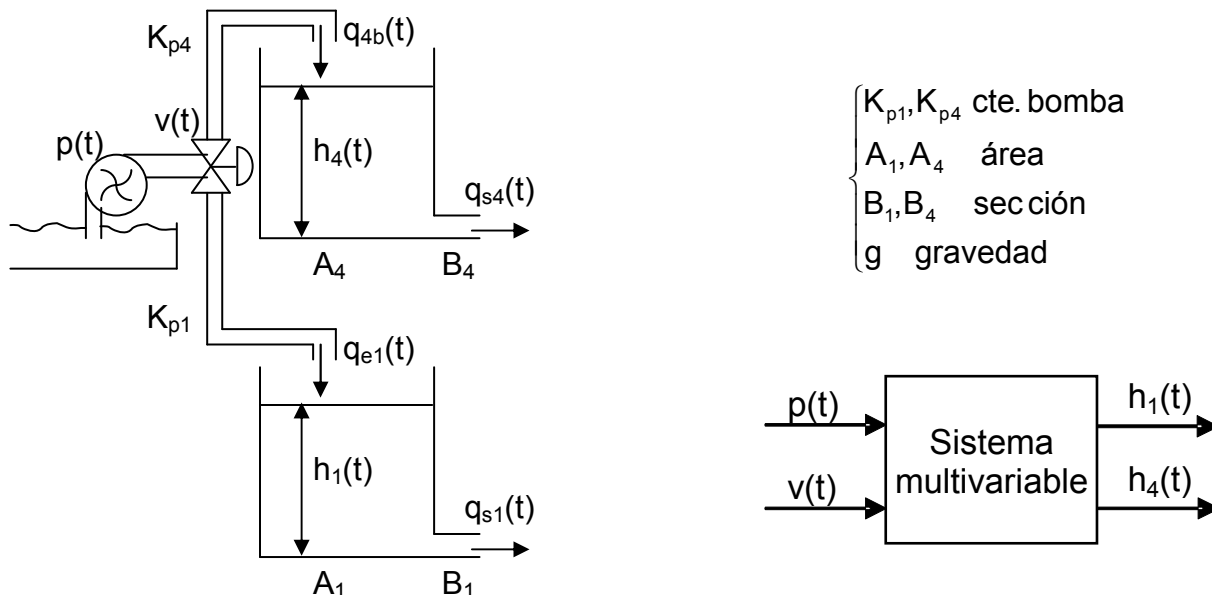 K_p4
q_4b(t)
v(t)
p(t)
h_4(t)
q_s4(t)
A_4
B_4
K_p1
q_e1(t)
h_1(t)
q_s1(t)
A_1
B_1
K_p1,K_p4 cte. bomba
A_1,A_4 área
B_1,B_4 sección
g gravedad
p(t)
v(t)
Sistema
multivariable
h_1(t)
h_4(t)